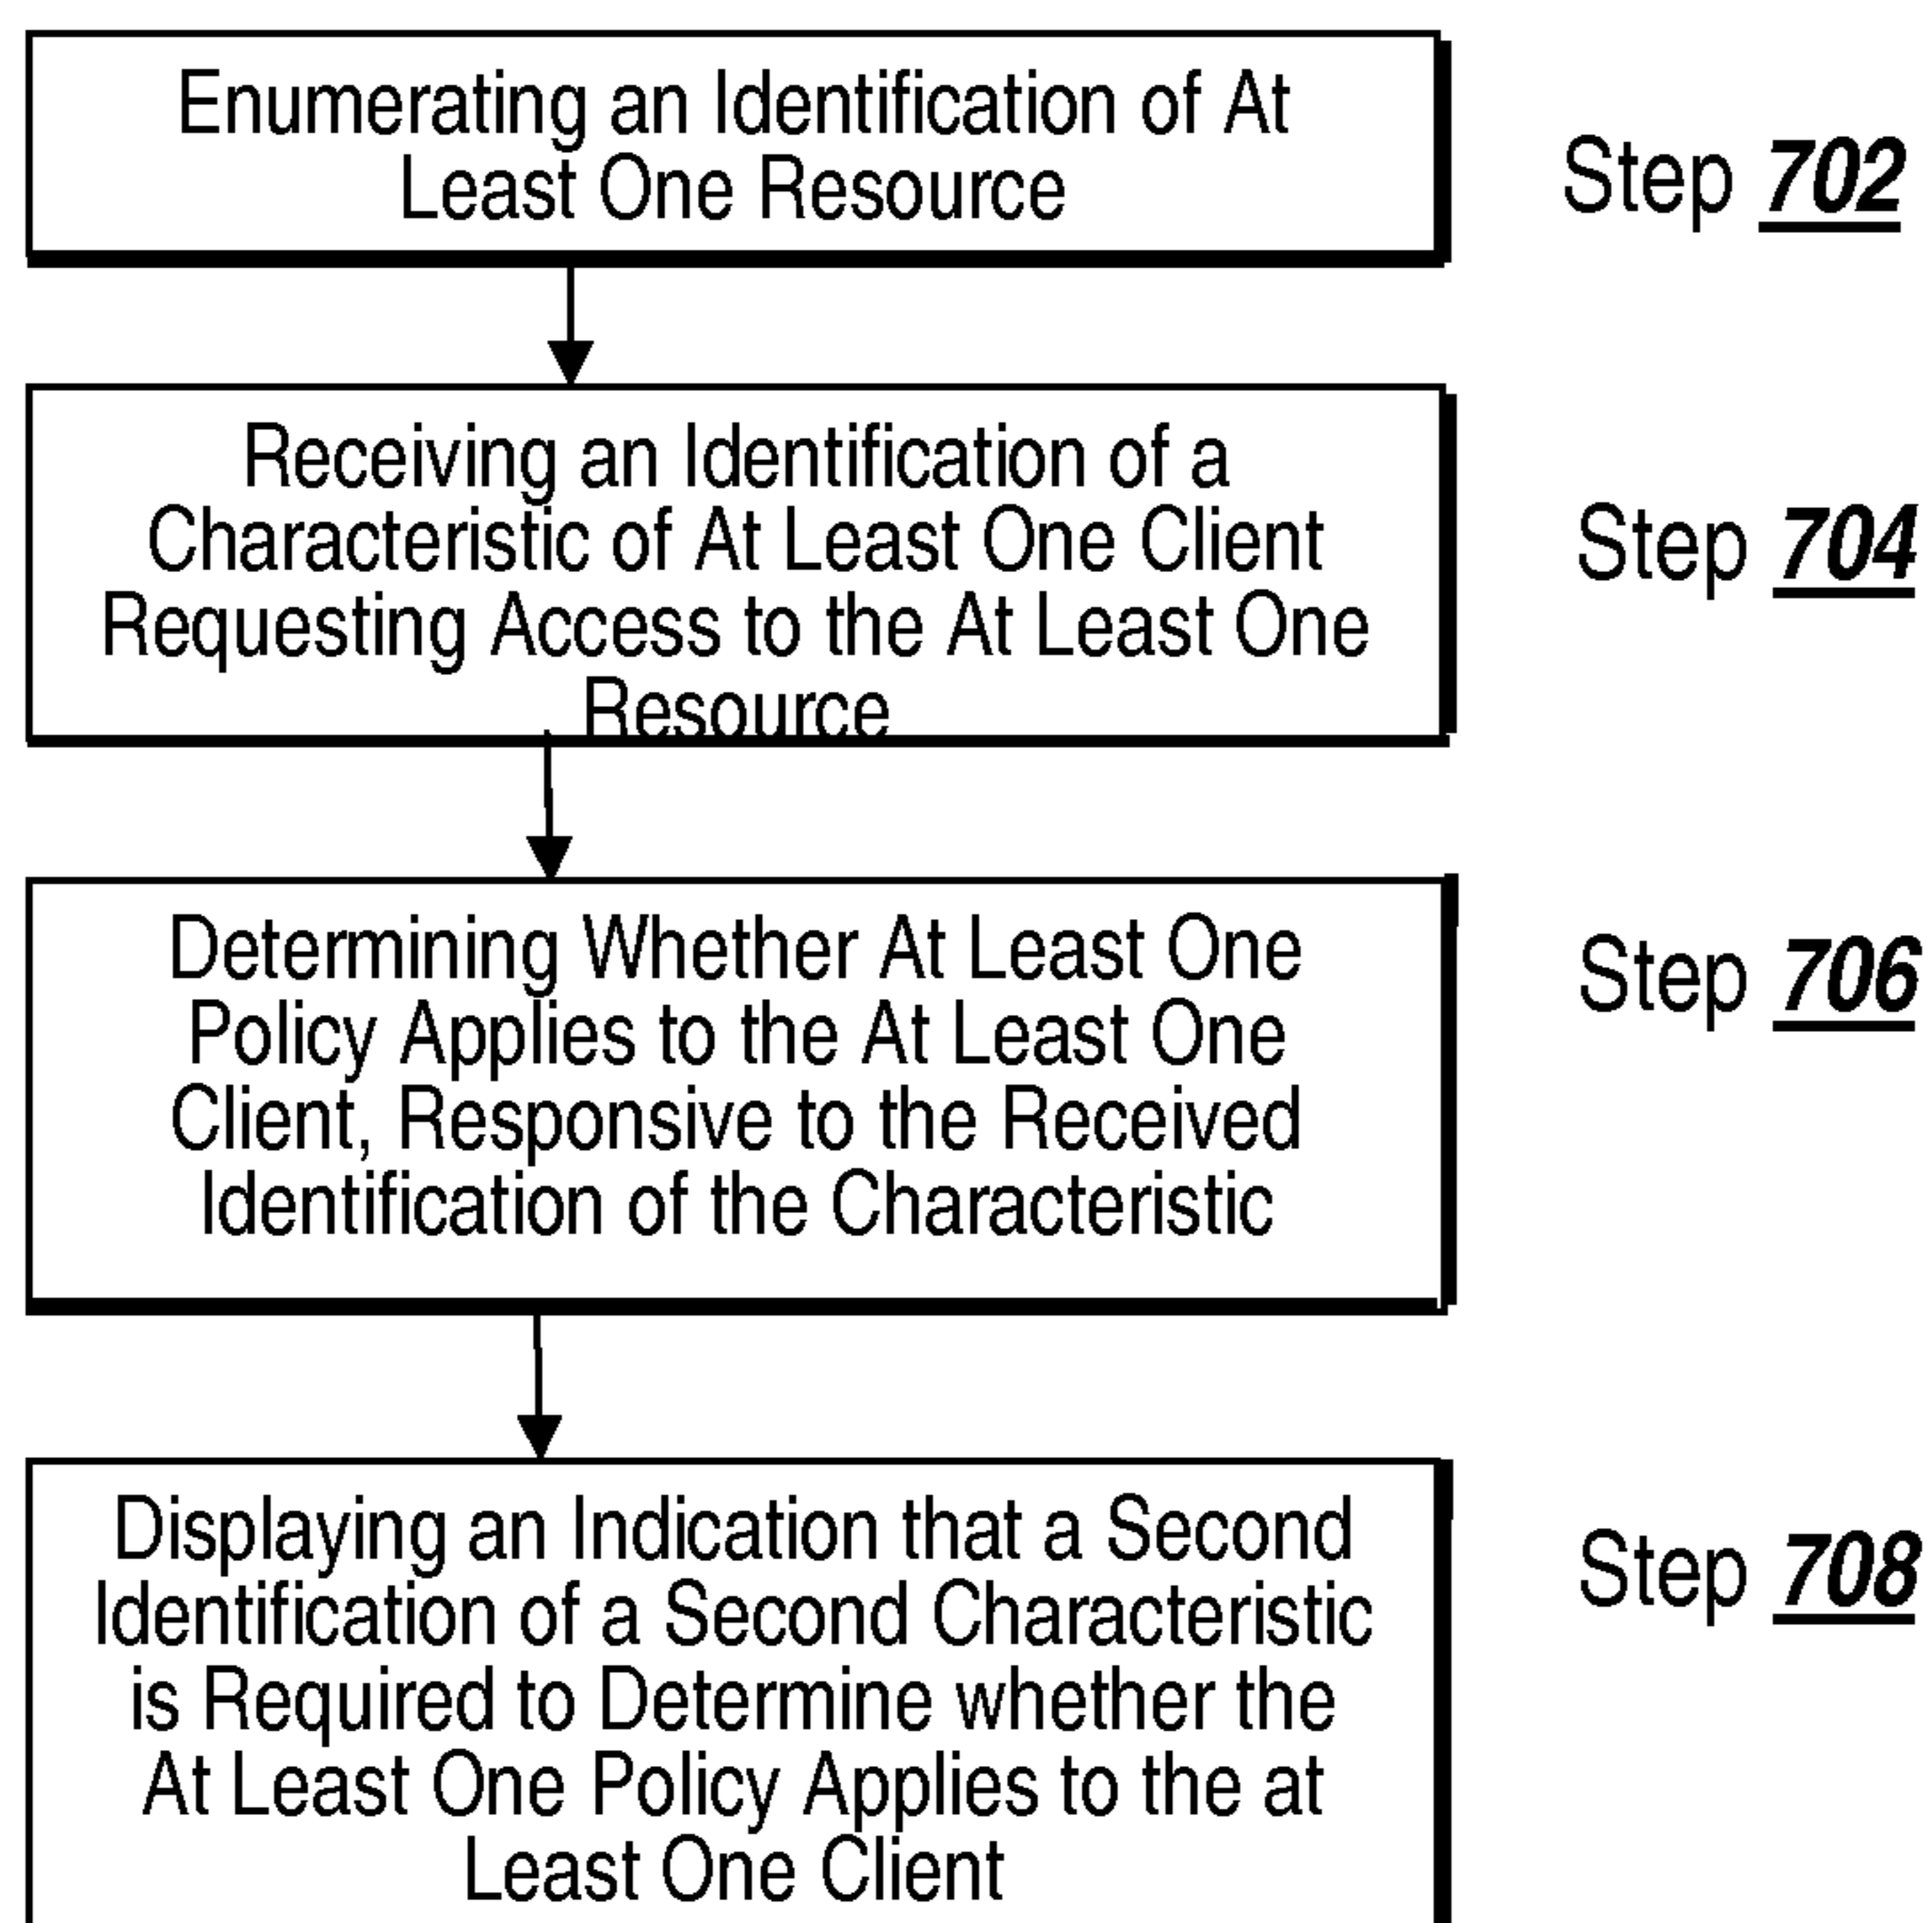 Enumerating an Identification of At
Least One Resource
Step 702
Receiving an Identification of a
Characteristic of At Least One Client
Requesting Access to the At Least One
Resource
Step 704
Determining Whether At Least One
Policy Applies to the At Least One
Client, Responsive to the Received
Identification of the Characteristic
Step 706
Displaying an Indication that a Second
Identification of a Second Characteristic
is Required to Determine whether the
At Least One Policy Applies to the at
Least One Client
Step 708